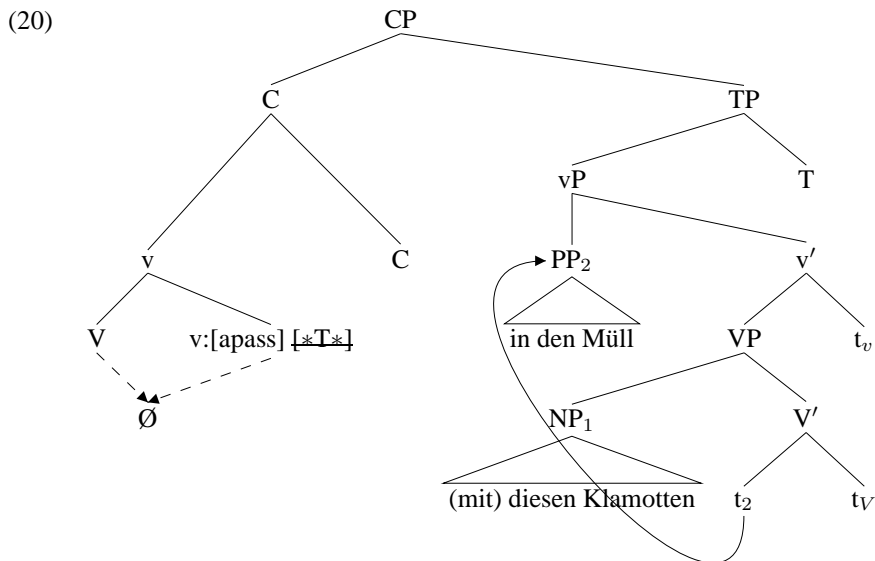 (20)
CP
C TP
vP T
v C PP₂ v′
V v:[apass] [∗T∗] in den Müll VP t_v
Ø NP₁ V′
(mit) diesen Klamotten t₂ t_V